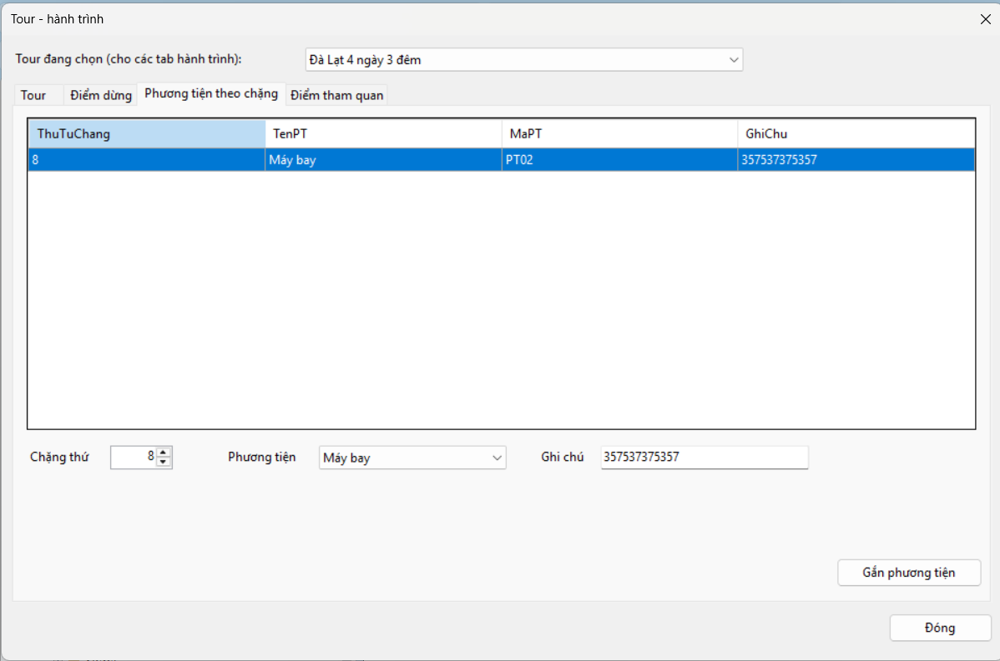 Tour - hành trình
Tour đang chọn (cho các tab hành trình): Đà Lạt 4 ngày 3 đêm
Tour Điểm dừng Phương tiện theo chặng Điểm tham quan
ThuTuChang TenPT MaPT GhiChu
8 Máy bay PT02 357537375357
Chặng thứ 8 Phương tiện Máy bay Ghi chú 357537375357
Gắn phương tiện
Đóng